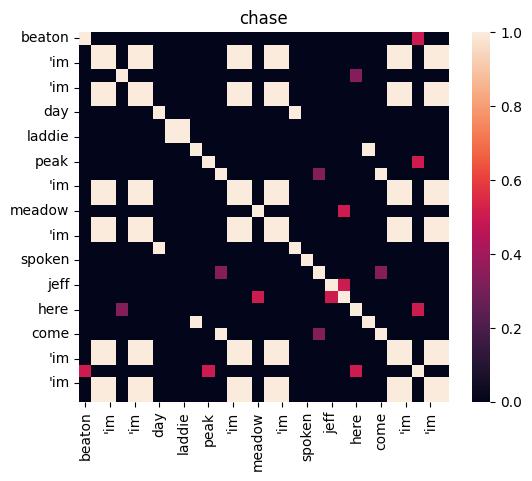 chase
beaton
'im
'im
day
laddie
peak
'im
meadow
'im
spoken
jeff
here
come
'im
'im
beaton
'im
'im
day
laddie
peak
'im
meadow
'im
spoken
jeff
here
come
'im
'im
1.0
0.8
0.6
0.4
0.2
0.0